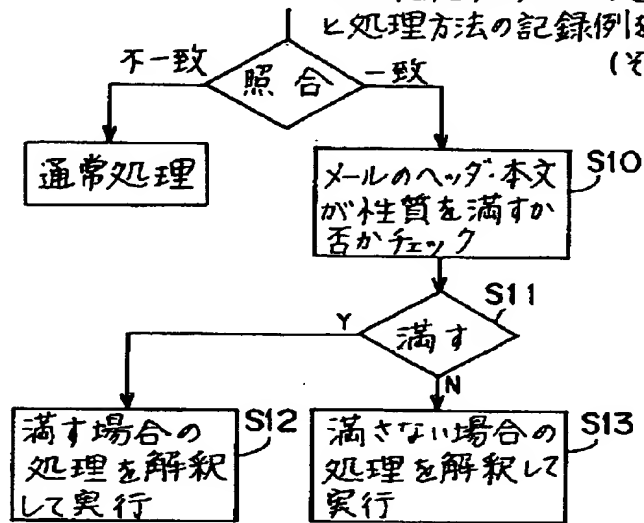 と処理方法の記録例を
(そ
不一致
照合
一致
通常処理
メールのヘッダ・本文
が性質を満すか
否かチェック
S10
S11
満す
Y
N
満す場合の
処理を解釈
して実行
S12
満さない場合の
処理を解釈して
実行
S13